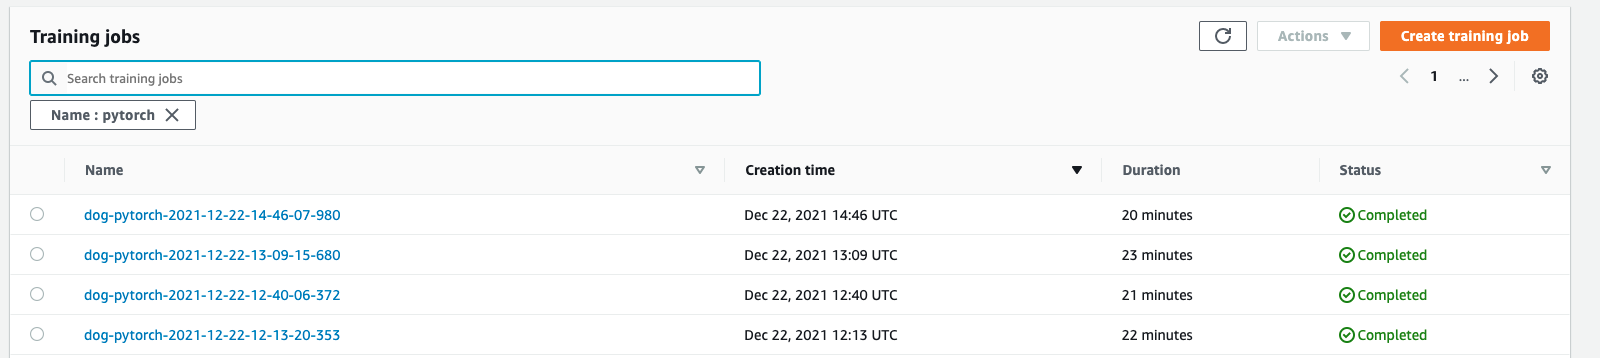 Training jobs
Actions
Create training job
Search training jobs
1 ...
Name : pytorch
Name Creation time Duration Status
dog-pytorch-2021-12-22-14-46-07-980 Dec 22, 2021 14:46 UTC 20 minutes Completed
dog-pytorch-2021-12-22-13-09-15-680 Dec 22, 2021 13:09 UTC 23 minutes Completed
dog-pytorch-2021-12-22-12-40-06-372 Dec 22, 2021 12:40 UTC 21 minutes Completed
dog-pytorch-2021-12-22-12-13-20-353 Dec 22, 2021 12:13 UTC 22 minutes Completed